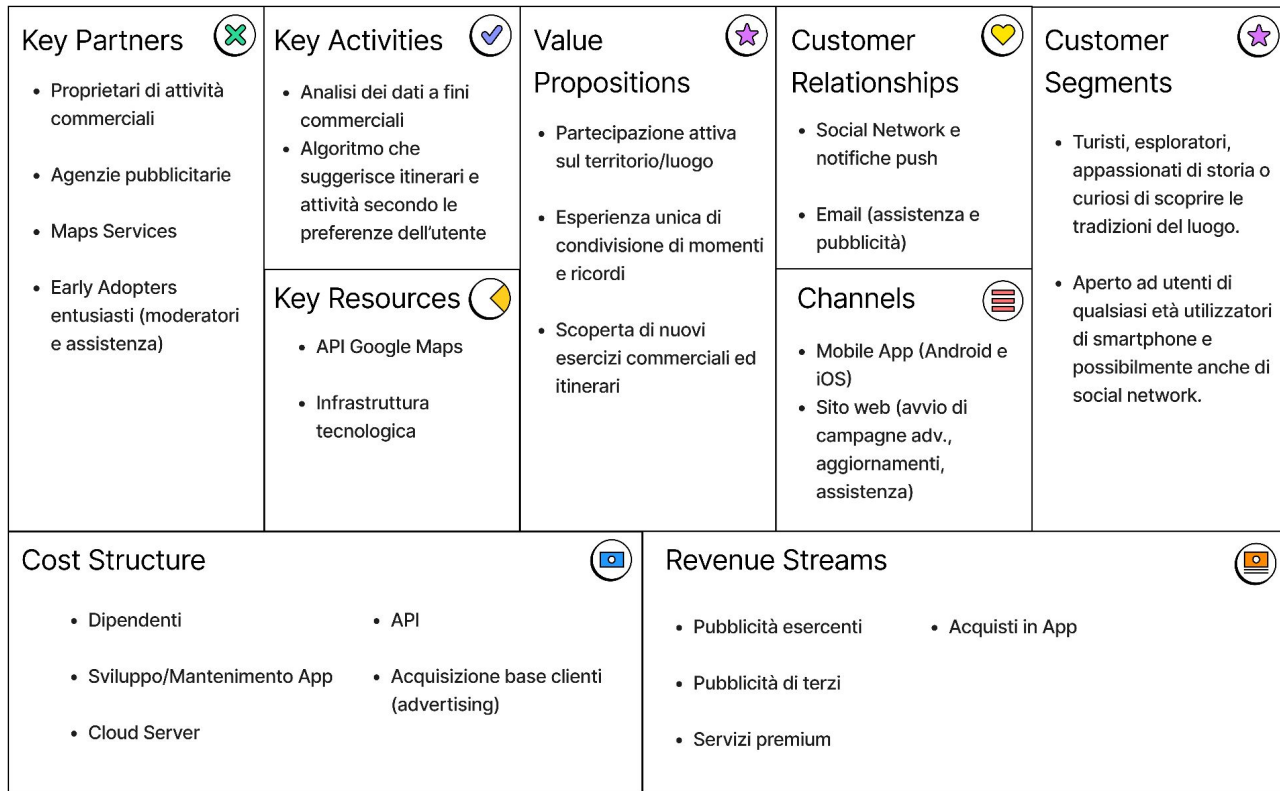 Key Partners
• Proprietari di attività
commerciali
• Agenzie pubblicitarie
• Maps Services
• Early Adopters
entusiasti (moderatori
e assistenza)
Key Activities
• Analisi dei dati a fini
commerciali
• Algoritmo che
suggerisce itinerari e
attività secondo le
preferenze dell'utente
Key Resources
• API Google Maps
• Infrastruttura
tecnologica
Value
Propositions
• Partecipazione attiva
sul territorio/luogo
• Esperienza unica di
condivisione di momenti
e ricordi
• Scoperta di nuovi
esercizi commerciali ed
itinerari
Customer
Relationships
• Social Network e
notifiche push
• Email (assistenza e
pubblicità)
Channels
• Mobile App (Android e
iOS)
• Sito web (avvio di
campagne adv.,
aggiornamenti,
assistenza)
Customer
Segments
• Turisti, esploratori,
appassionati di storia o
curiosi di scoprire le
tradizioni del luogo.
• Aperto ad utenti di
qualsiasi età utilizzatori
di smartphone e
possibilmente anche di
social network.
Cost Structure
• Dipendenti
• Sviluppo/Mantenimento App
• Cloud Server
• API
• Acquisizione base clienti
(advertising)
Revenue Streams
• Pubblicità esercenti
• Pubblicità di terzi
• Servizi premium
• Acquisti in App